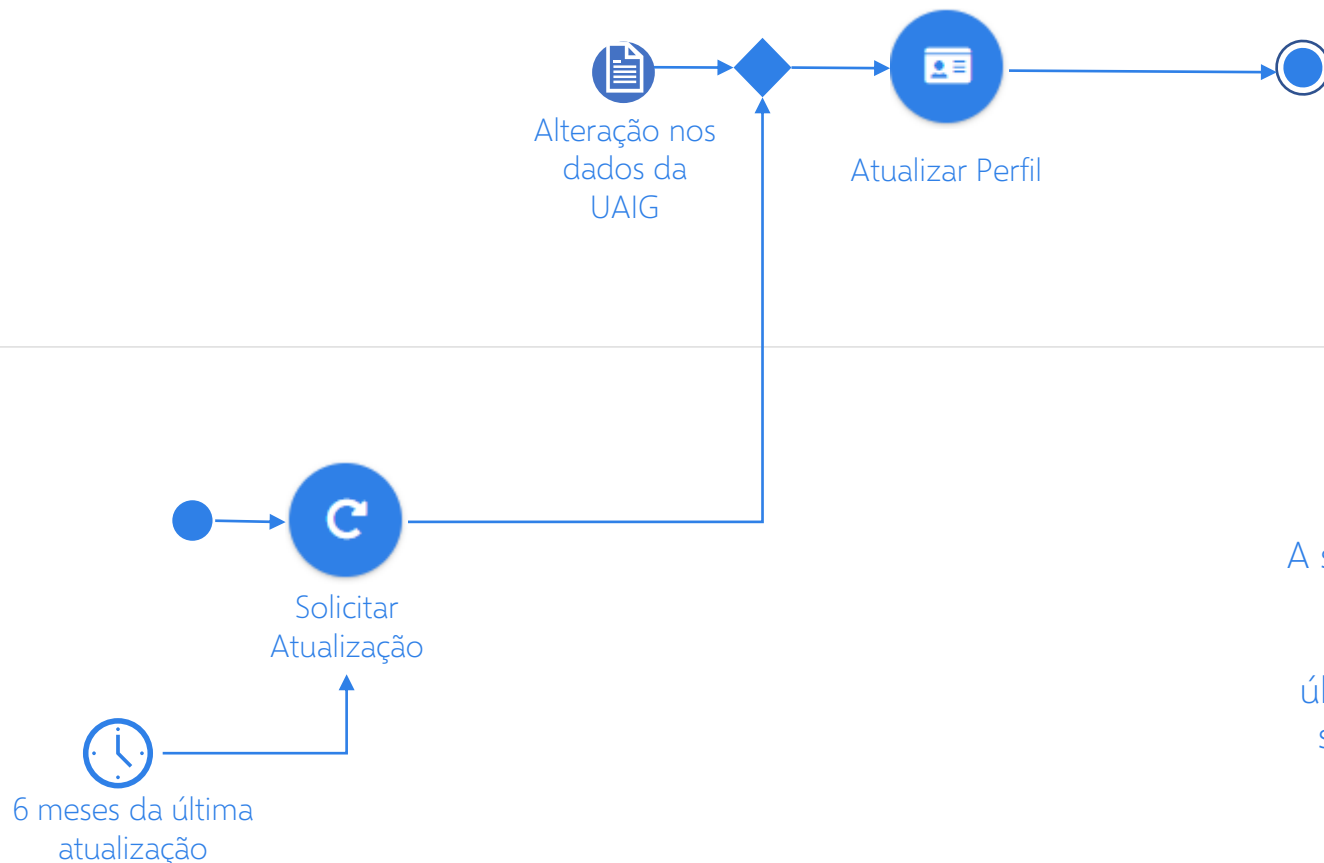 Alteração nos
dados da
UAIG
Atualizar Perfil
Solicitar
Atualização
6 meses da última
atualização
A